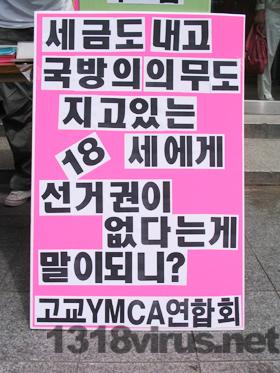 세금도 내고
국방의의무도
지고있는
18 세에게
선거권이
없다는게
말이되니?
고교YMCA연합회
1318virus.net